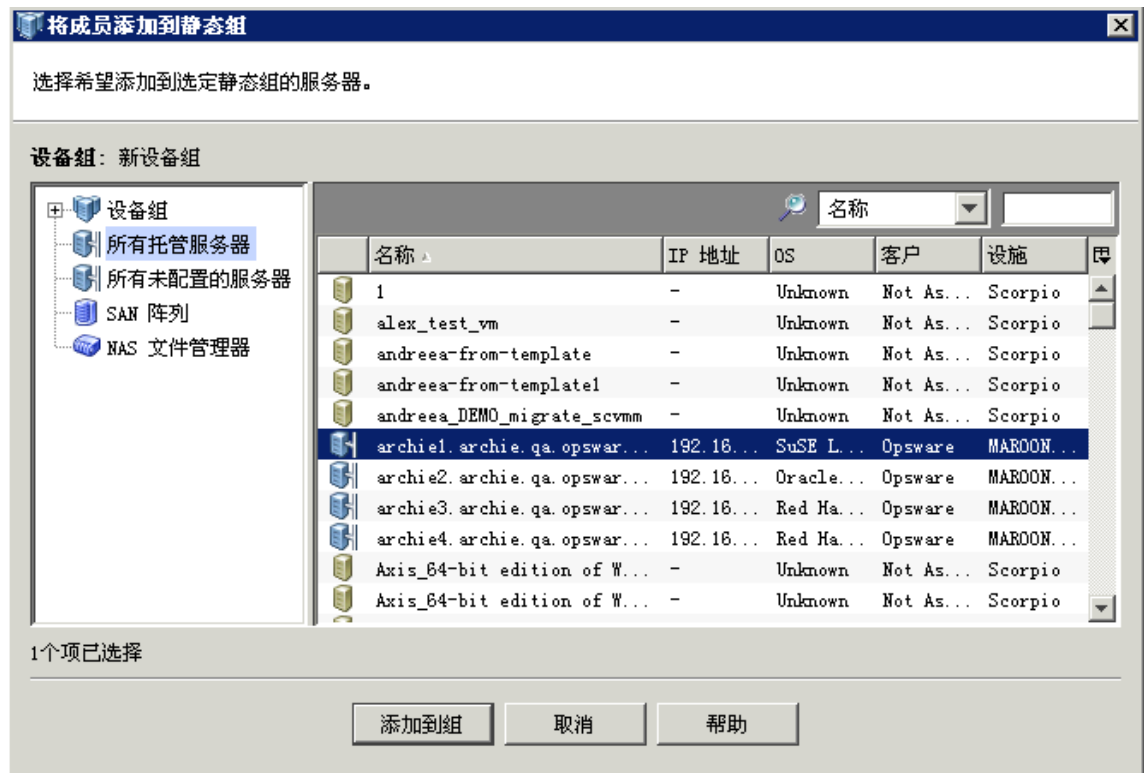 将成员添加到静态组
选择希望添加到选定静态组的服务器。
设备组: 新设备组
设备组
所有托管服务器
所有未配置的服务器
SAN 阵列
NAS 文件管理器
名称
名称 IP 地址 OS 客户 设施
1 - Unknown Not As... Scorpio
alex_test_vm - Unknown Not As... Scorpio
andreea-from-template - Unknown Not As... Scorpio
andreea-from-template1 - Unknown Not As... Scorpio
andreea_DEMO_migrate_scvmm - Unknown Not As... Scorpio
archie1.archie.qa.opswar... 192.16... SuSE L... Opsware MAROON...
archie2.archie.qa.opswar... 192.16... Oracle... Opsware MAROON...
archie3.archie.qa.opswar... 192.16... Red Ha... Opsware MAROON...
archie4.archie.qa.opswar... 192.16... Red Ha... Opsware MAROON...
Axis_64-bit edition of W... - Unknown Not As... Scorpio
Axis_64-bit edition of W... - Unknown Not As... Scorpio
1个项已选择
添加到组 取消 帮助